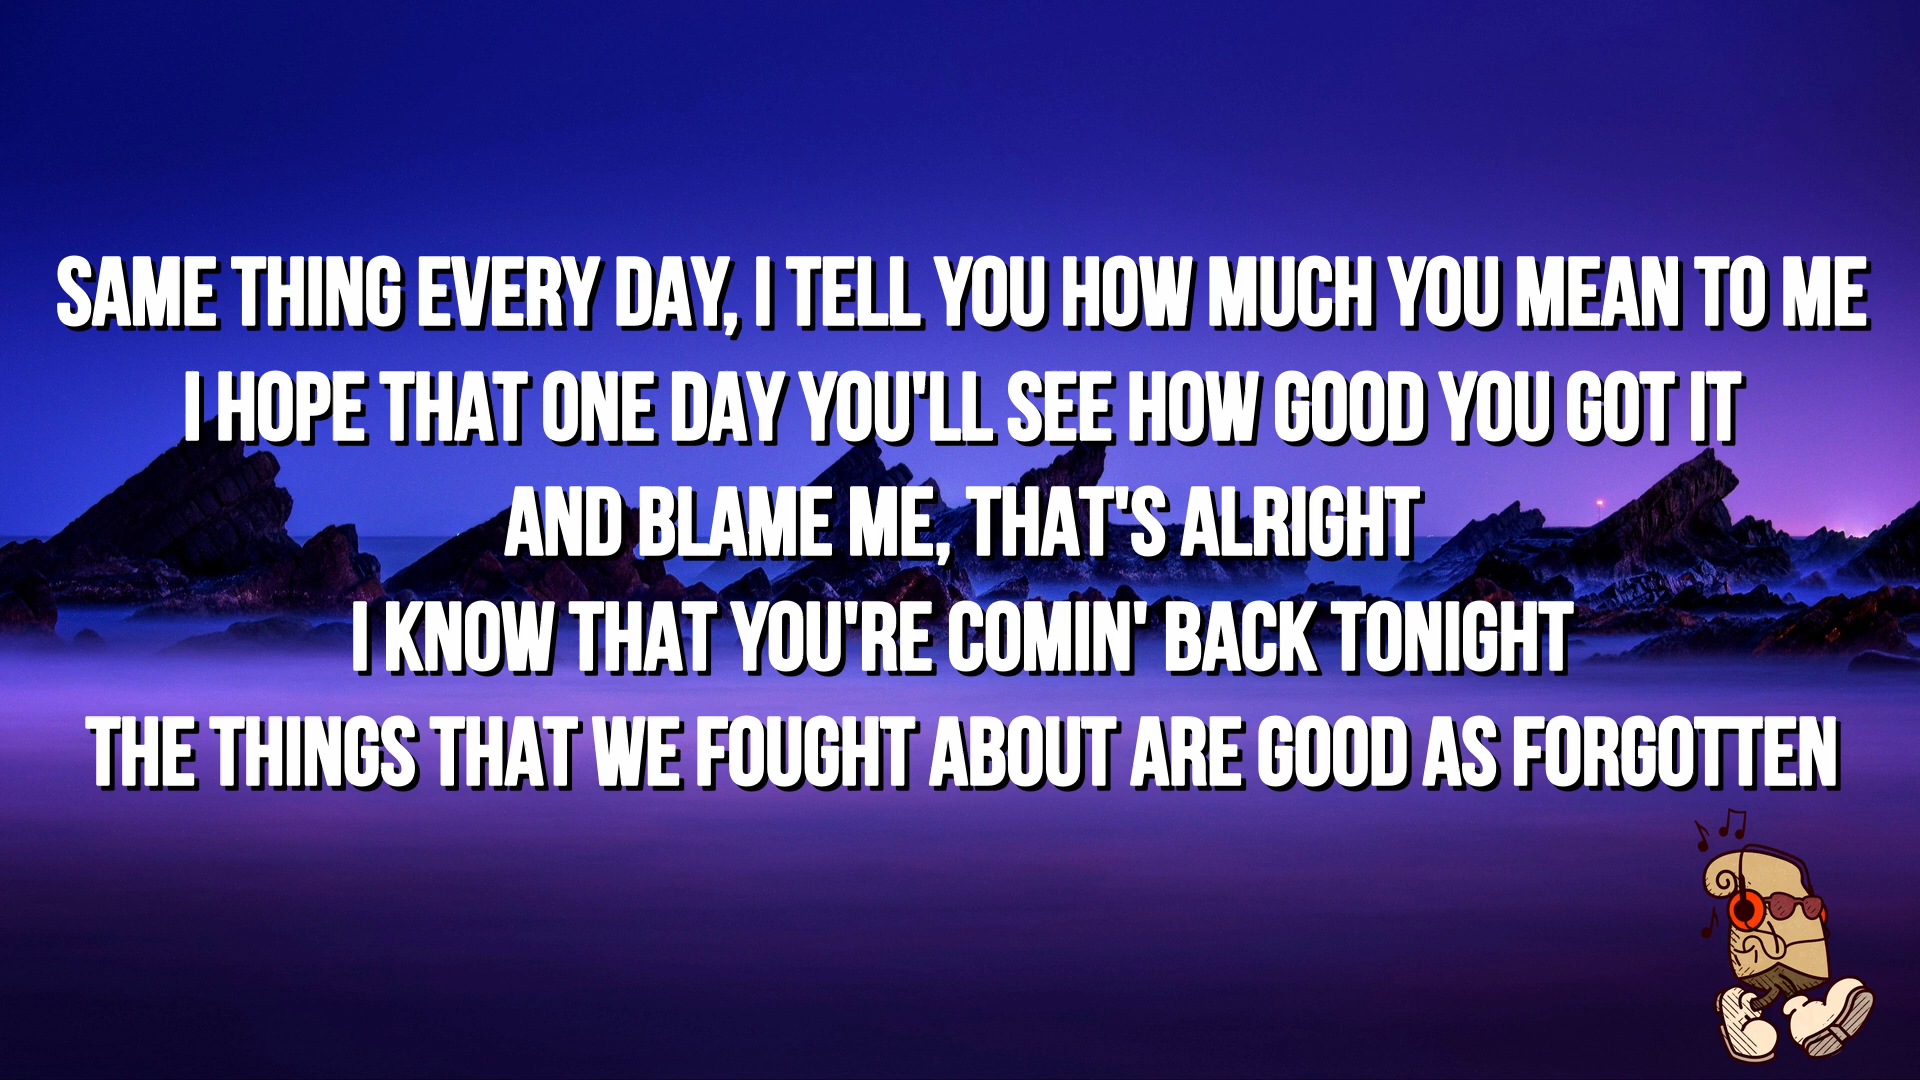 SAME THING EVERY DAY, I TELL YOU HOW MUCH YOU MEAN TO ME
I HOPE THAT ONE DAY YOU'LL SEE HOW GOOD YOU GOT IT
AND BLAME ME, THAT'S ALRIGHT
I KNOW THAT YOU'RE COMIN' BACK TONIGHT
THE THINGS THAT WE FOUGHT ABOUT ARE GOOD AS FORGOTTEN